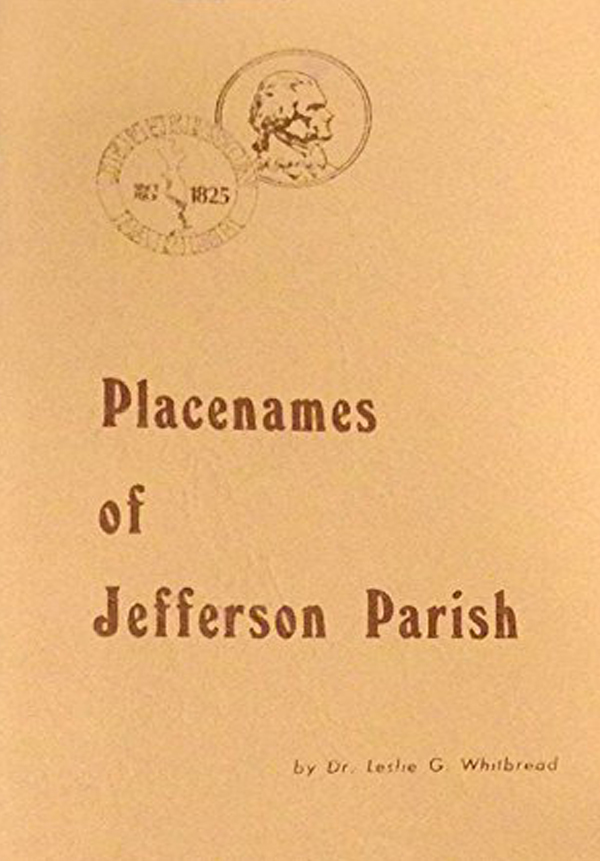 1825
Placenames
of
Jefferson Parish
by Dr. Leslie G. Whitbread